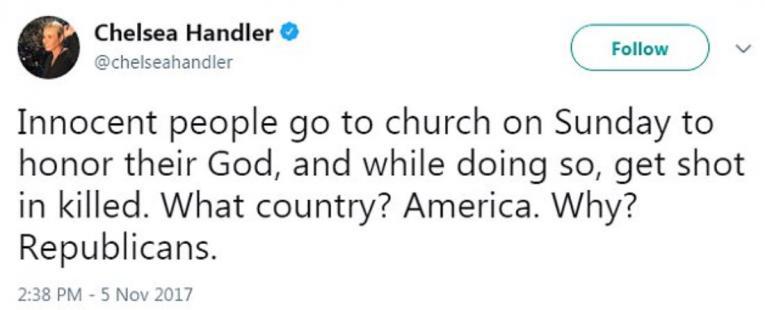 Chelsea Handler
Follow
@chelseahandler
Innocent people go to church on Sunday to
honor their God, and while doing so, get shot
in killed. What country? America. Why?
Republicans.
2:38 PM - 5 Nov 2017